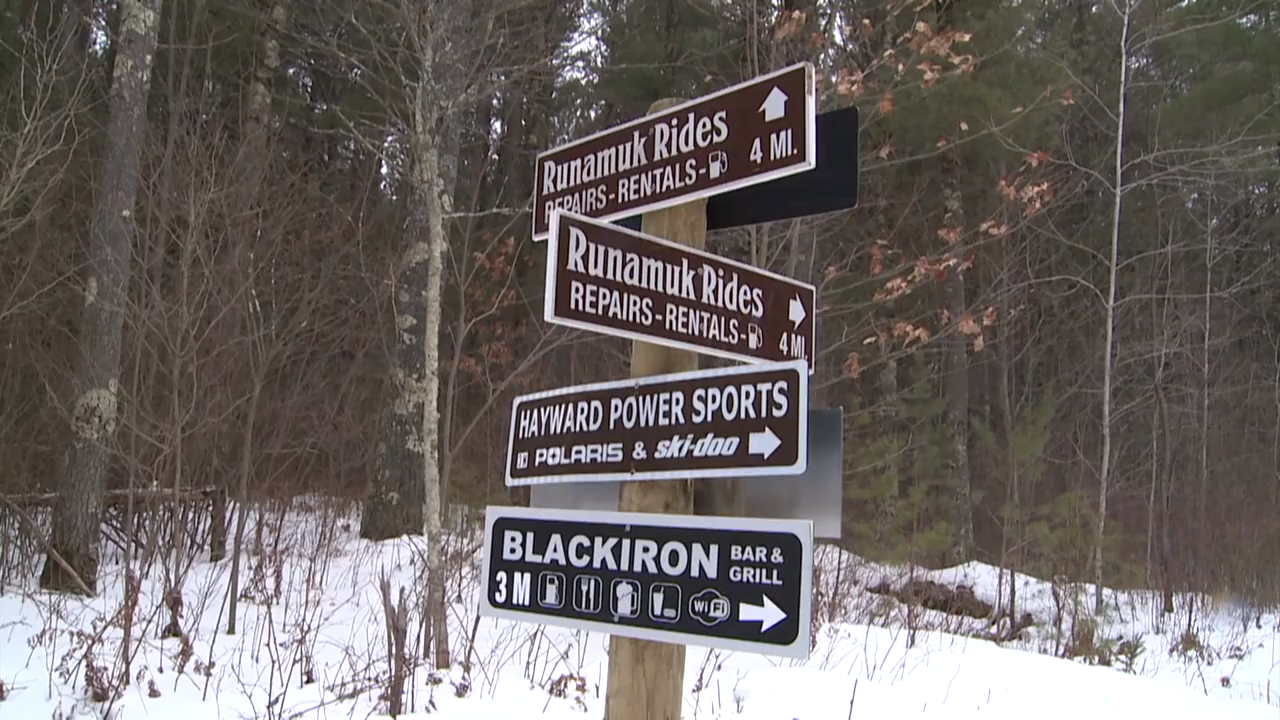 Runamuk Rides
4 MI.
REPAIRS-RENTALS-
Runamuk Rides
REPAIRS-RENTALS-
4 MI.
HAYWARD POWER SPORTS
POLARIS & ski-doo
BLACKIRON BAR &
GRILL
3 M
WiFi